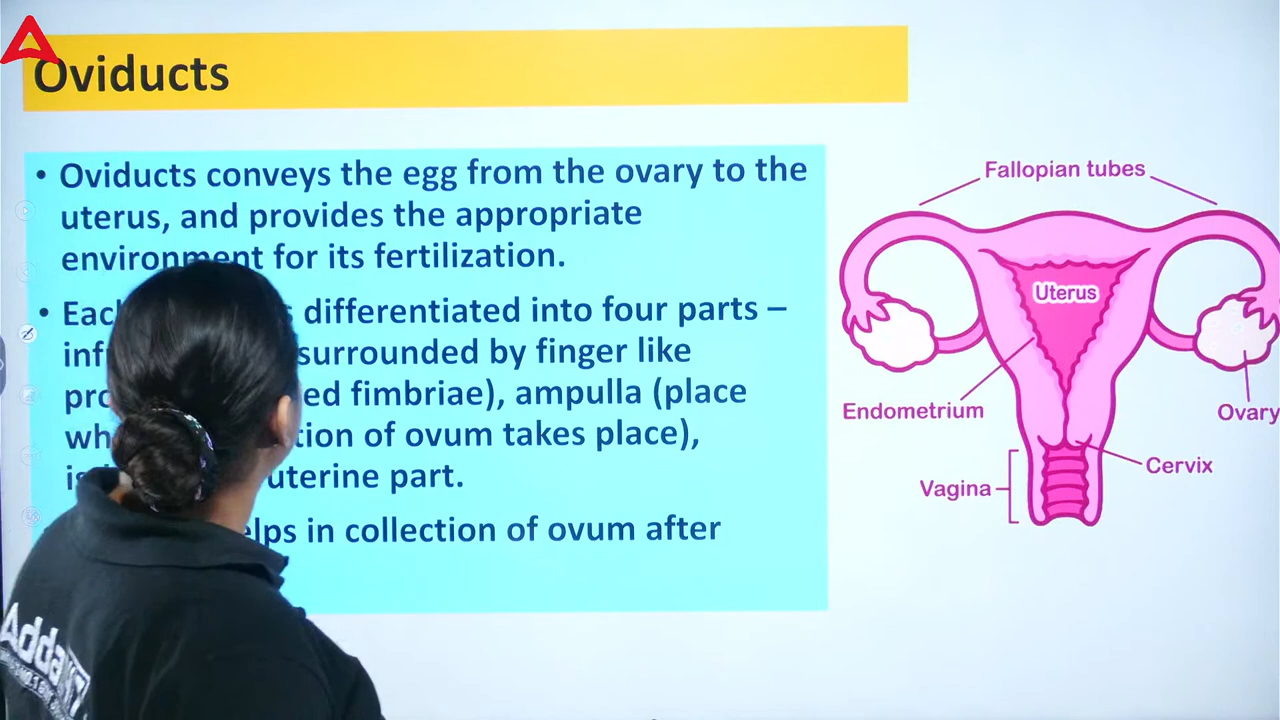 Oviducts
• Oviducts conveys the egg from the ovary to the
uterus, and provides the appropriate
environment for its fertilization.
• Each differentiated into four parts –
surrounded by finger like
fimbriae), ampulla (place
of ovum takes place),
uterine part.
in collection of ovum after
Fallopian tubes
Uterus
Endometrium
Ovary
Cervix
Vagina
Adda247